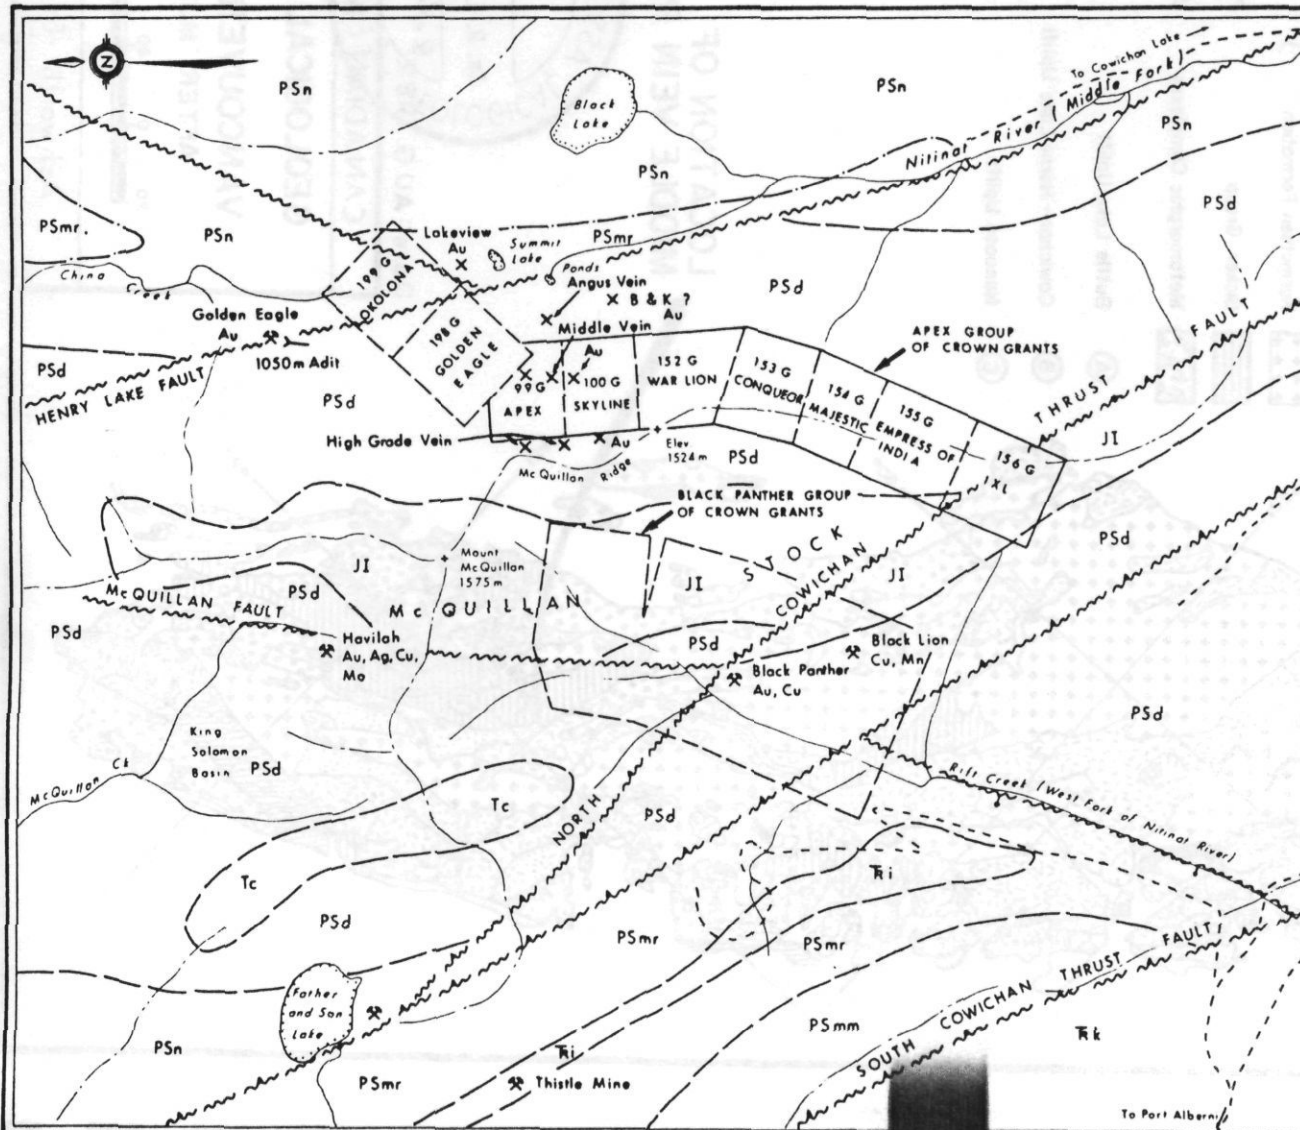 N
PSn
PSn
Black
Lake
To Cowichan Lake
Nitinat River (Middle Fork)
PSn
PSn
PSd
PSmr.
PSn
Lakeview
Au
Summit
Lake
PSmr
China
Creek
199 G
OKOLONA
Ponds
Angus Vein
B & K ?
Au
PSd
Golden Eagle
Au
1050m Adit
198 G
GOLDEN
EAGLE
Middle Vein
Au
APEX GROUP
OF CROWN GRANTS
PSd
HENRY LAKE FAULT
PSd
99 G
APEX
100 G
SKYLINE
152 G
WAR LION
153 G
CONQUEROR
154 G
MAJESTIC
155 G
EMPRESS OF
INDIA
156 G
IXL
THRUST FAULT
JI
High Grade Vein
Au
Elev
1524 m
McQuillan Ridge
PSd
BLACK PANTHER GROUP
OF CROWN GRANTS
Mount
McQuillan
1575 m
JI
PSd
McQUILLAN FAULT
McQUILLAN
STOCK
JI
COWICHAN
JI
PSd
PSd
Havilah
Au, Ag, Cu,
Mo
PSd
Black Lion
Cu, Mn
Black Panther
Au, Cu
PSd
King
Solomon
Basin
PSd
McQuillan Ck
Tc
NORTH
PSd
Rift Creek (West Fork of Nitinat River)
Tc
PSd
PSmr
Tki
PSmr
Father
and Son
Lake
PSn
PSmr
Tki
Thistle Mine
PSmm
SOUTH COWICHAN THRUST FAULT
Tkk
To Port Alberni